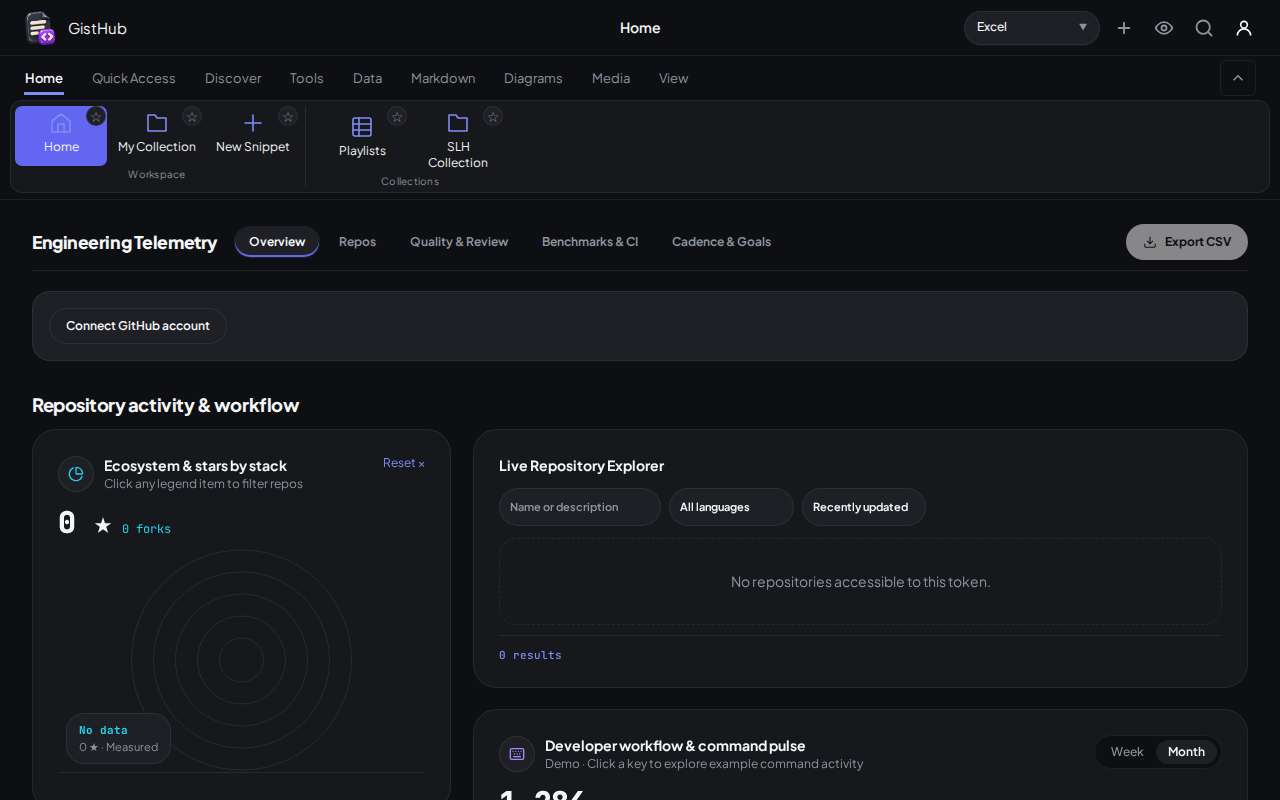 GistHub
Home
Excel
Home
Quick Access
Discover
Tools
Data
Markdown
Diagrams
Media
View
Home
My Collection
New Snippet
Workspace
Playlists
SLH
Collection
Collections
Engineering Telemetry
Overview
Repos
Quality & Review
Benchmarks & CI
Cadence & Goals
Export CSV
Connect GitHub account
Repository activity & workflow
Ecosystem & stars by stack
Reset ×
Click any legend item to filter repos
0 ★ 0 forks
No data
0 ★ · Measured
Live Repository Explorer
Name or description
All languages
Recently updated
No repositories accessible to this token.
0 results
Developer workflow & command pulse
Demo · Click a key to explore example command activity
Week
Month